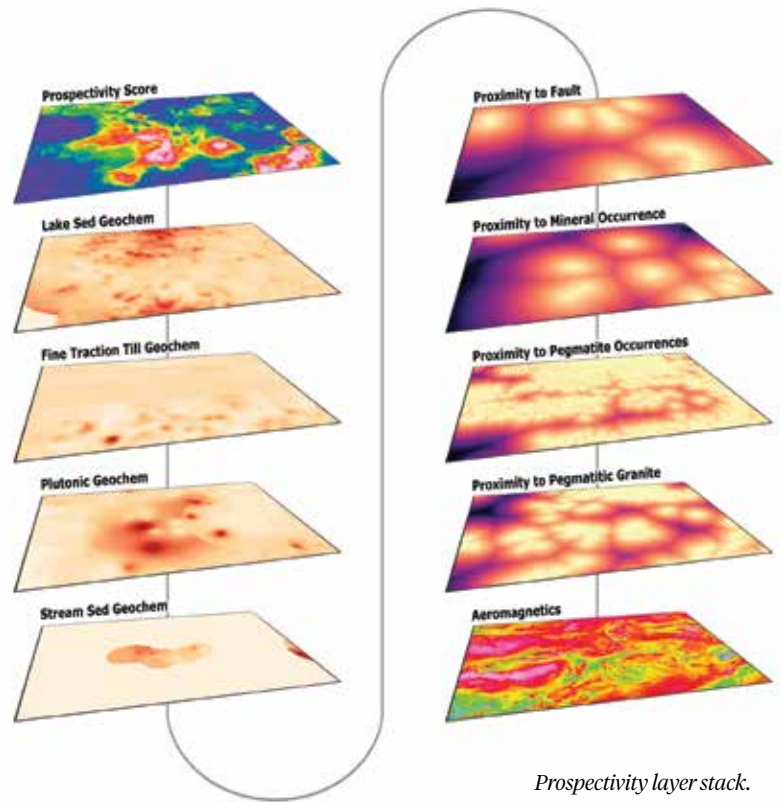 Prospectivity Score
Lake Sed Geochem
Fine Traction Till Geochem
Plutonic Geochem
Stream Sed Geochem
Proximity to Fault
Proximity to Mineral Occurrence
Proximity to Pegmatite Occurrences
Proximity to Pegmatitic Granite
Aeromagnetics
Prospectivity layer stack.